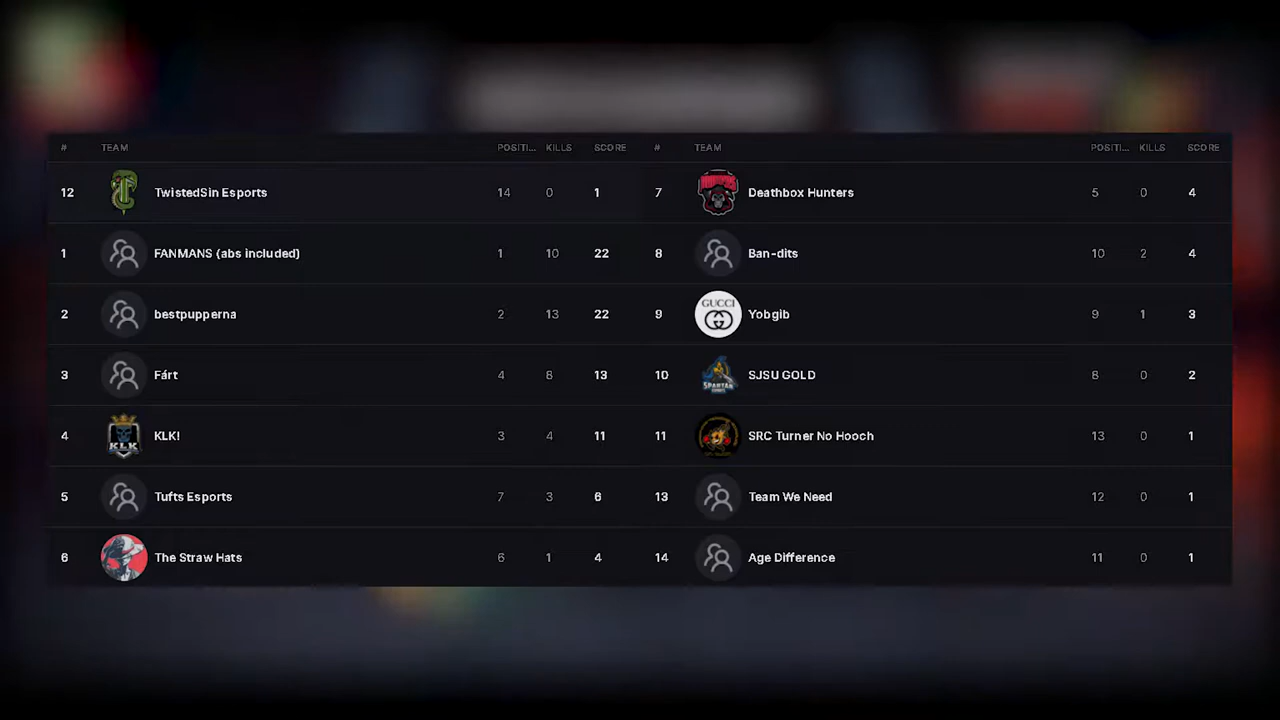 # TEAM POSITI... KILLS SCORE # TEAM POSITI... KILLS SCORE
12 TwistedSin Esports 14 0 1 7 Deathbox Hunters 5 0 4
1 FANMANS (abs included) 1 10 22 8 Ban-dits 10 2 4
2 bestpupperna 2 13 22 9 GUCCI Yobgib 9 1 3
3 Fárt 4 6 13 10 SPARTAN SJSU GOLD 8 0 2
4 KLK KLK! 3 4 11 11 SRC Turner No Hooch 13 0 1
5 Tufts Esports 7 3 6 13 Team We Need 12 0 1
6 The Straw Hats 6 1 4 14 Age Difference 11 0 1